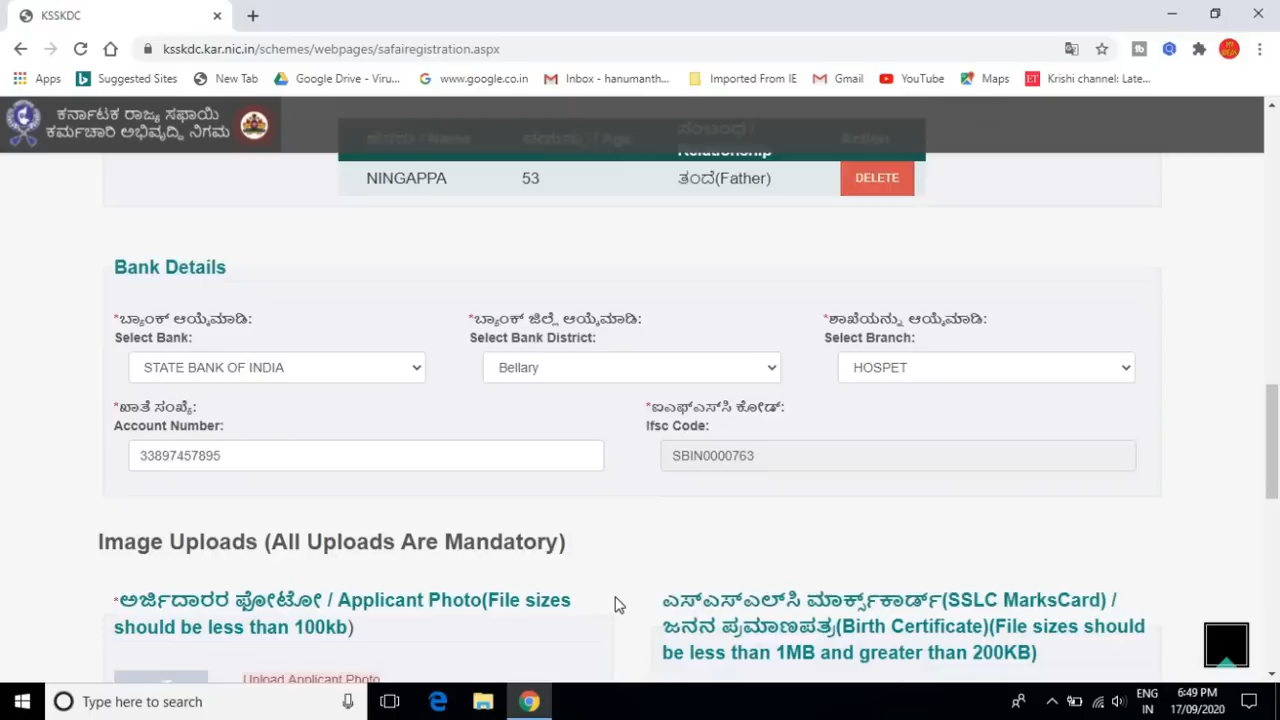 KSSKDC
ksskdc.kar.nic.in/schemes/webpages/safairegistration.aspx
Apps Suggested Sites New Tab Google Drive - Viru... www.google.co.in Inbox - hanumanth... Imported From IE Gmail YouTube Maps Krishi channel: Late...
ಕರ್ನಾಟಕ ರಾಜ್ಯ ಸಫಾಯಿ
ಕರ್ಮಚಾರಿ ಅಭಿವೃದ್ಧಿ ನಿಗಮ
ಹೆಸರು / Name / Age ಸಂಬಂಧ / Action
Relationship
NINGAPPA 53 ತಂದೆ(Father) DELETE
Bank Details
*ಬ್ಯಾಂಕ್ ಆಯ್ಕೆಮಾಡಿ: *ಬ್ಯಾಂಕ್ ಜಿಲ್ಲೆ ಆಯ್ಕೆಮಾಡಿ: *ಶಾಖೆಯನ್ನು ಆಯ್ಕೆಮಾಡಿ:
Select Bank: Select Bank District: Select Branch:
STATE BANK OF INDIA Bellary HOSPET
*ಖಾತೆ ಸಂಖ್ಯೆ: *ಐಎಫ್ಎಸ್‌ಸಿ ಕೋಡ್:
Account Number: Ifsc Code:
33897457895 SBIN0000763
Image Uploads (All Uploads Are Mandatory)
*ಅರ್ಜಿದಾರರ ಫೋಟೋ / Applicant Photo(File sizes
should be less than 100kb)
ಎಸ್ಎಸ್ಎಲ್‌ಸಿ ಮಾರ್ಕ್ಸ್‌ಕಾರ್ಡ್(SSLC MarksCard) /
ಜನನ ಪ್ರಮಾಣಪತ್ರ(Birth Certificate)(File sizes should
be less than 1MB and greater than 200KB)
Upload Applicant Photo
Type here to search
ENG
IN
6:49 PM
17/09/2020